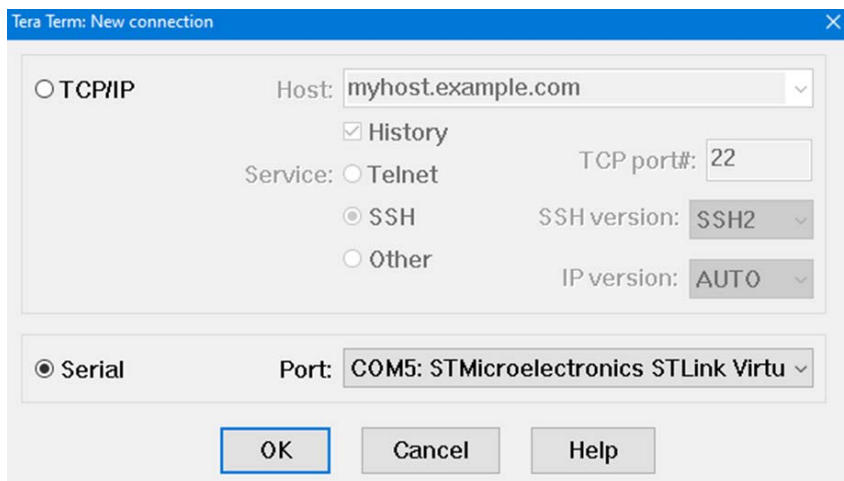 Tera Term: New connection
TCP/IP
Host: myhost.example.com
History
Service: Telnet
TCP port#: 22
SSH
SSH version: SSH2
Other
IP version: AUTO
Serial
Port: COM5: STMicroelectronics STLink Virtu
OK
Cancel
Help